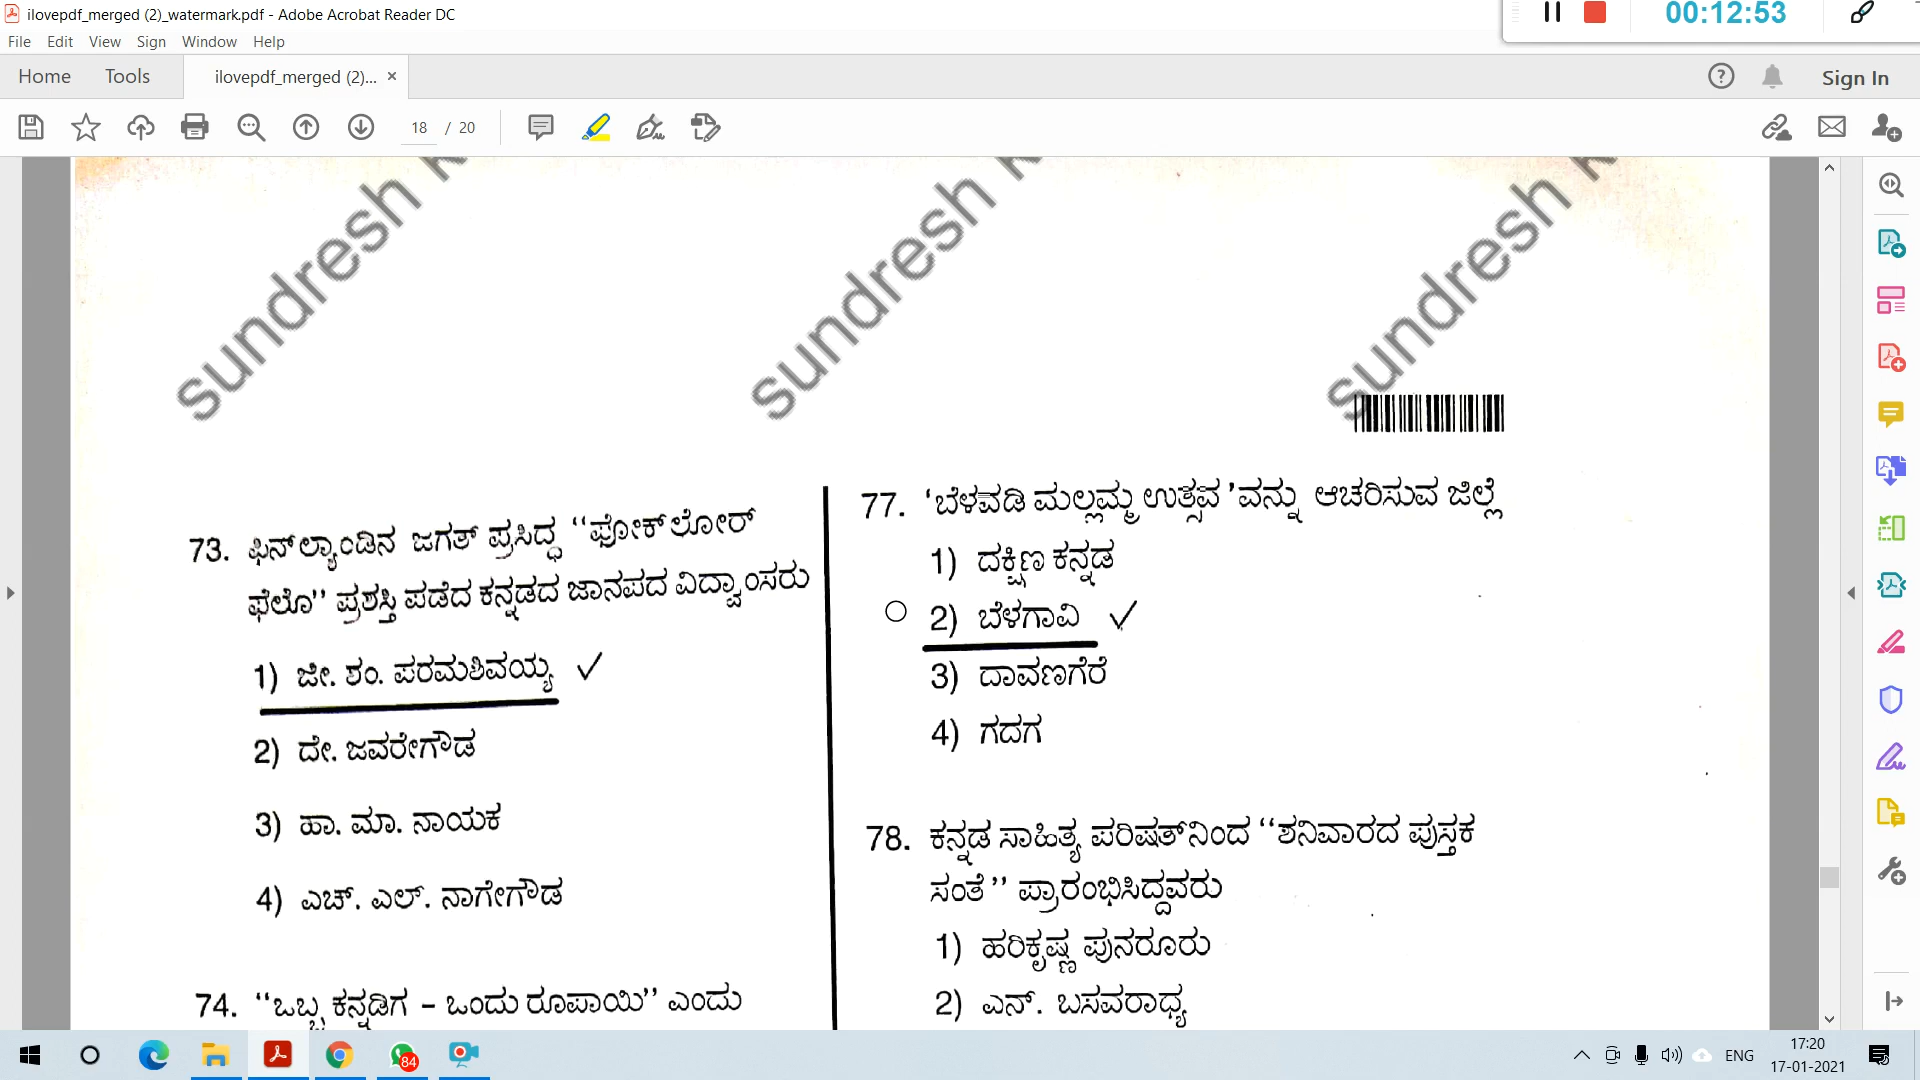 ilovepdf_merged (2)_watermark.pdf - Adobe Acrobat Reader DC
00:12:53
File Edit View Sign Window Help
Home Tools ilovepdf_merged (2)... ×
Sign In
18 / 20
sundresh k
sundresh k
sundresh k
73. ಫಿನ್‌ಲ್ಯಾಂಡಿನ ಜಗತ್ ಪ್ರಸಿದ್ಧ “ಫೋಕ್‌ಲೋರ್
ಫೆಲೊ” ಪ್ರಶಸ್ತಿ ಪಡೆದ ಕನ್ನಡದ ಜಾನಪದ ವಿದ್ವಾಂಸರು
1) ಜೀ. ಶಂ. ಪರಮಶಿವಯ್ಯ ✓
2) ದೇ. ಜವರೇಗೌಡ
3) ಹಾ. ಮಾ. ನಾಯಕ
4) ಎಚ್. ಎಲ್. ನಾಗೇಗೌಡ
74. “ಒಬ್ಬ ಕನ್ನಡಿಗ – ಒಂದು ರೂಪಾಯಿ” ಎಂದು
77. ‘ಬೆಳವಡಿ ಮಲ್ಲಮ್ಮ ಉತ್ಸವ’ವನ್ನು ಆಚರಿಸುವ ಜಿಲ್ಲೆ
1) ದಕ್ಷಿಣ ಕನ್ನಡ
2) ಬೆಳಗಾವಿ ✓
3) ದಾವಣಗೆರೆ
4) ಗದಗ
78. ಕನ್ನಡ ಸಾಹಿತ್ಯ ಪರಿಷತ್‌ನಿಂದ “ಶನಿವಾರದ ಪುಸ್ತಕ
ಸಂತೆ” ಪ್ರಾರಂಭಿಸಿದ್ದವರು
1) ಹರಿಕೃಷ್ಣ ಪುನರೂರು
2) ಎನ್. ಬಸವರಾಧ್ಯ
84
ENG
17:20
17-01-2021